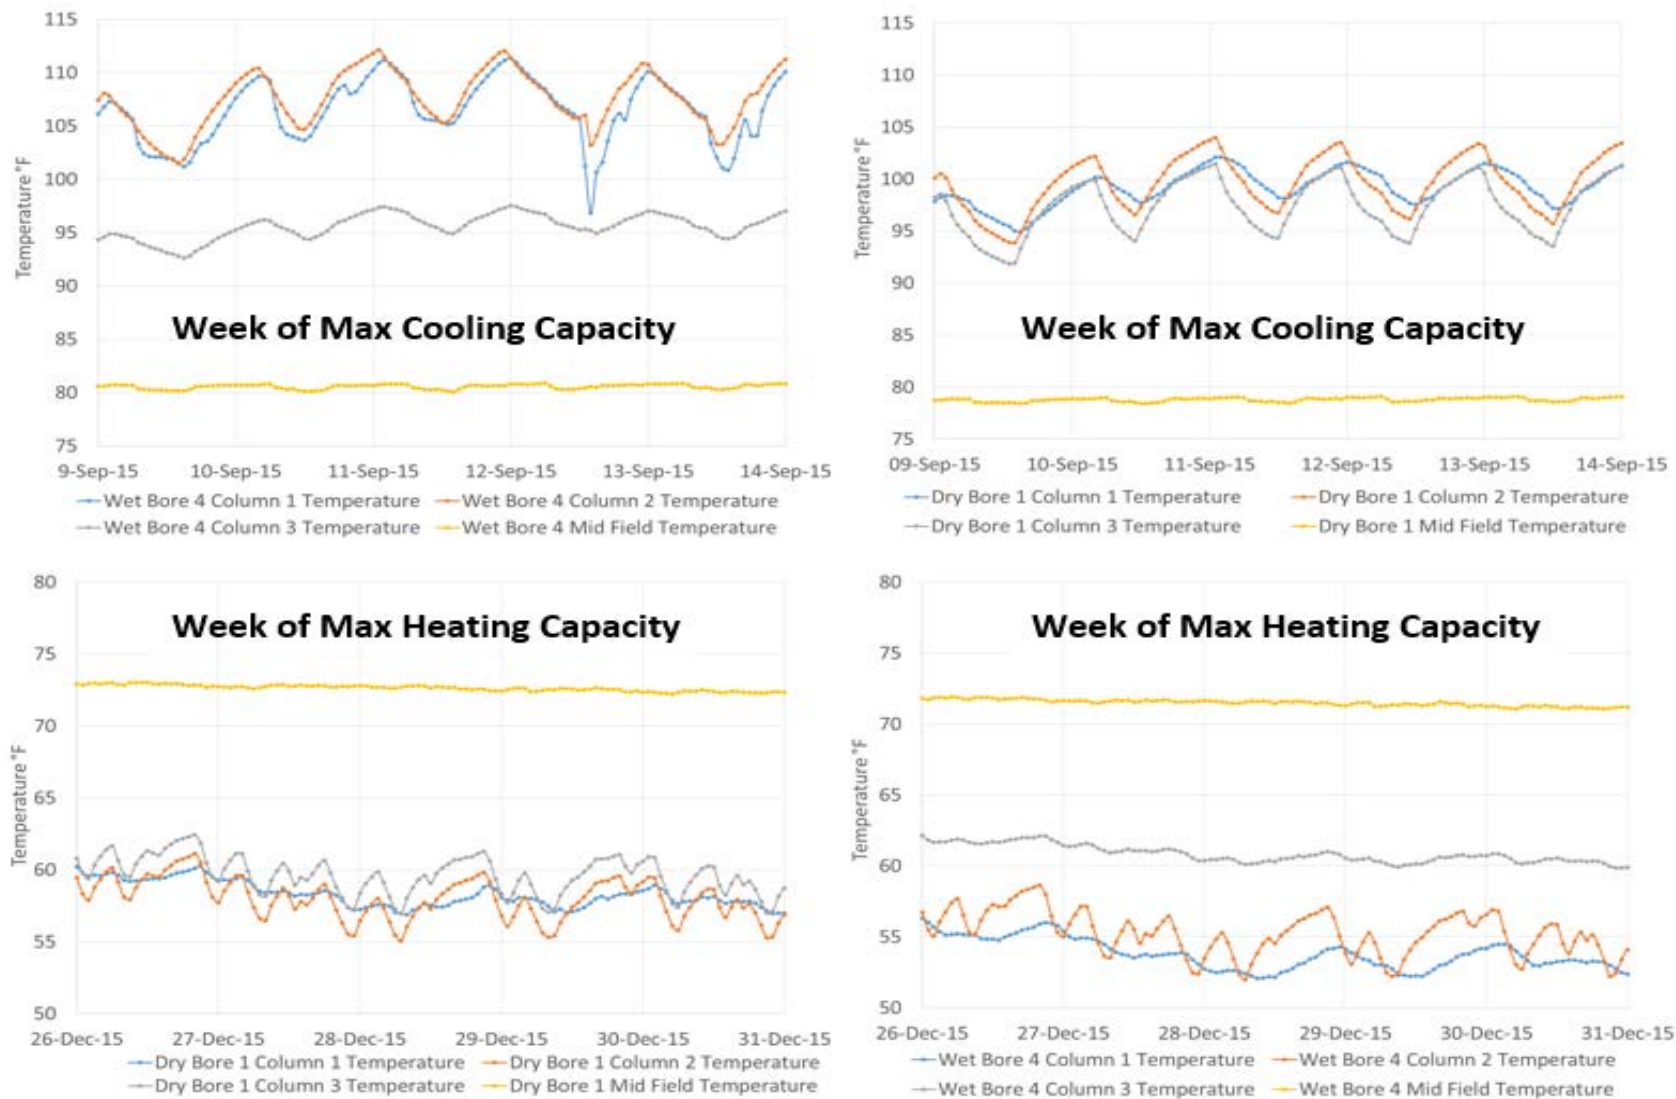 115
110
105
100
95
90
85
80
75
Temperature °F
Week of Max Cooling Capacity
9-Sep-15 10-Sep-15 11-Sep-15 12-Sep-15 13-Sep-15 14-Sep-15
Wet Bore 4 Column 1 Temperature Wet Bore 4 Column 2 Temperature
Wet Bore 4 Column 3 Temperature Wet Bore 4 Mid Field Temperature
115
110
105
100
95
90
85
80
75
Temperature °F
Week of Max Cooling Capacity
09-Sep-15 10-Sep-15 11-Sep-15 12-Sep-15 13-Sep-15 14-Sep-15
Dry Bore 1 Column 1 Temperature Dry Bore 1 Column 2 Temperature
Dry Bore 1 Column 3 Temperature Dry Bore 1 Mid Field Temperature
80
75
70
65
60
55
50
Temperature °F
Week of Max Heating Capacity
26-Dec-15 27-Dec-15 28-Dec-15 29-Dec-15 30-Dec-15 31-Dec-15
Dry Bore 1 Column 1 Temperature Dry Bore 1 Column 2 Temperature
Dry Bore 1 Column 3 Temperature Dry Bore 1 Mid Field Temperature
80
75
70
65
60
55
50
Temperature °F
Week of Max Heating Capacity
26-Dec-15 27-Dec-15 28-Dec-15 29-Dec-15 30-Dec-15 31-Dec-15
Wet Bore 4 Column 1 Temperature Wet Bore 4 Column 2 Temperature
Wet Bore 4 Column 3 Temperature Wet Bore 4 Mid Field Temperature